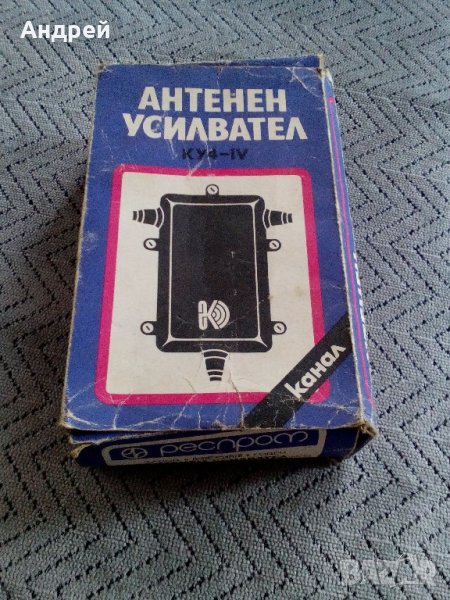 Андрей
АНТЕНЕН
УСИЛВАТЕЛ
КУ4-IV
К
канал
респром